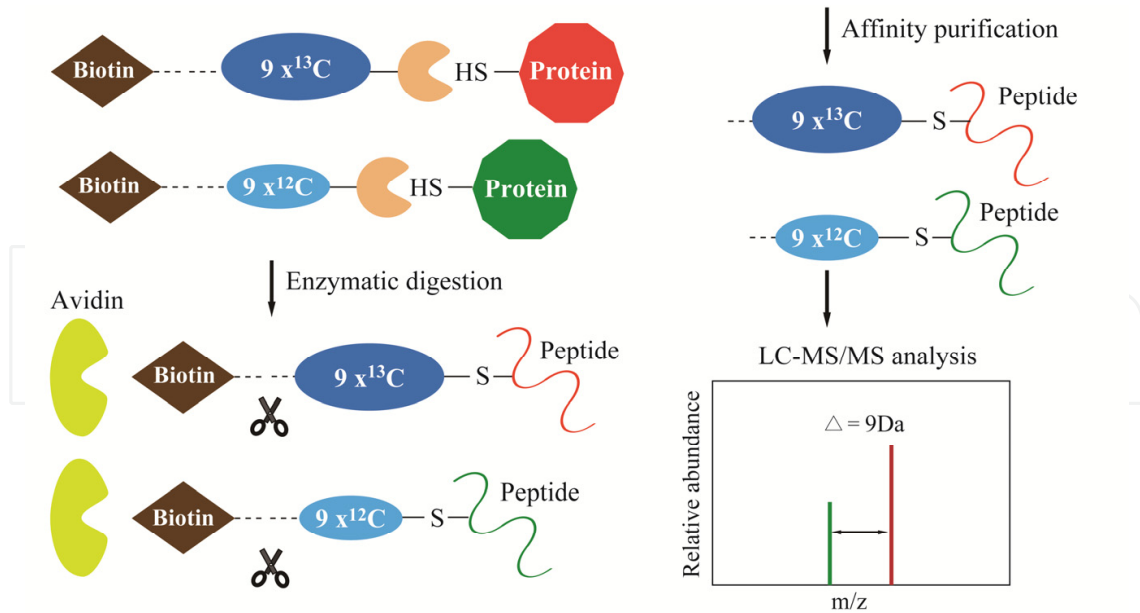 Biotin
9 x¹³C
HS
Protein
Biotin
9 x¹²C
HS
Protein
Enzymatic digestion
Avidin
Biotin
9 x¹³C
S
Peptide
Biotin
9 x¹²C
S
Peptide
Affinity purification
9 x¹³C
S
Peptide
9 x¹²C
S
Peptide
LC-MS/MS analysis
△ = 9Da
Relative abundance
m/z